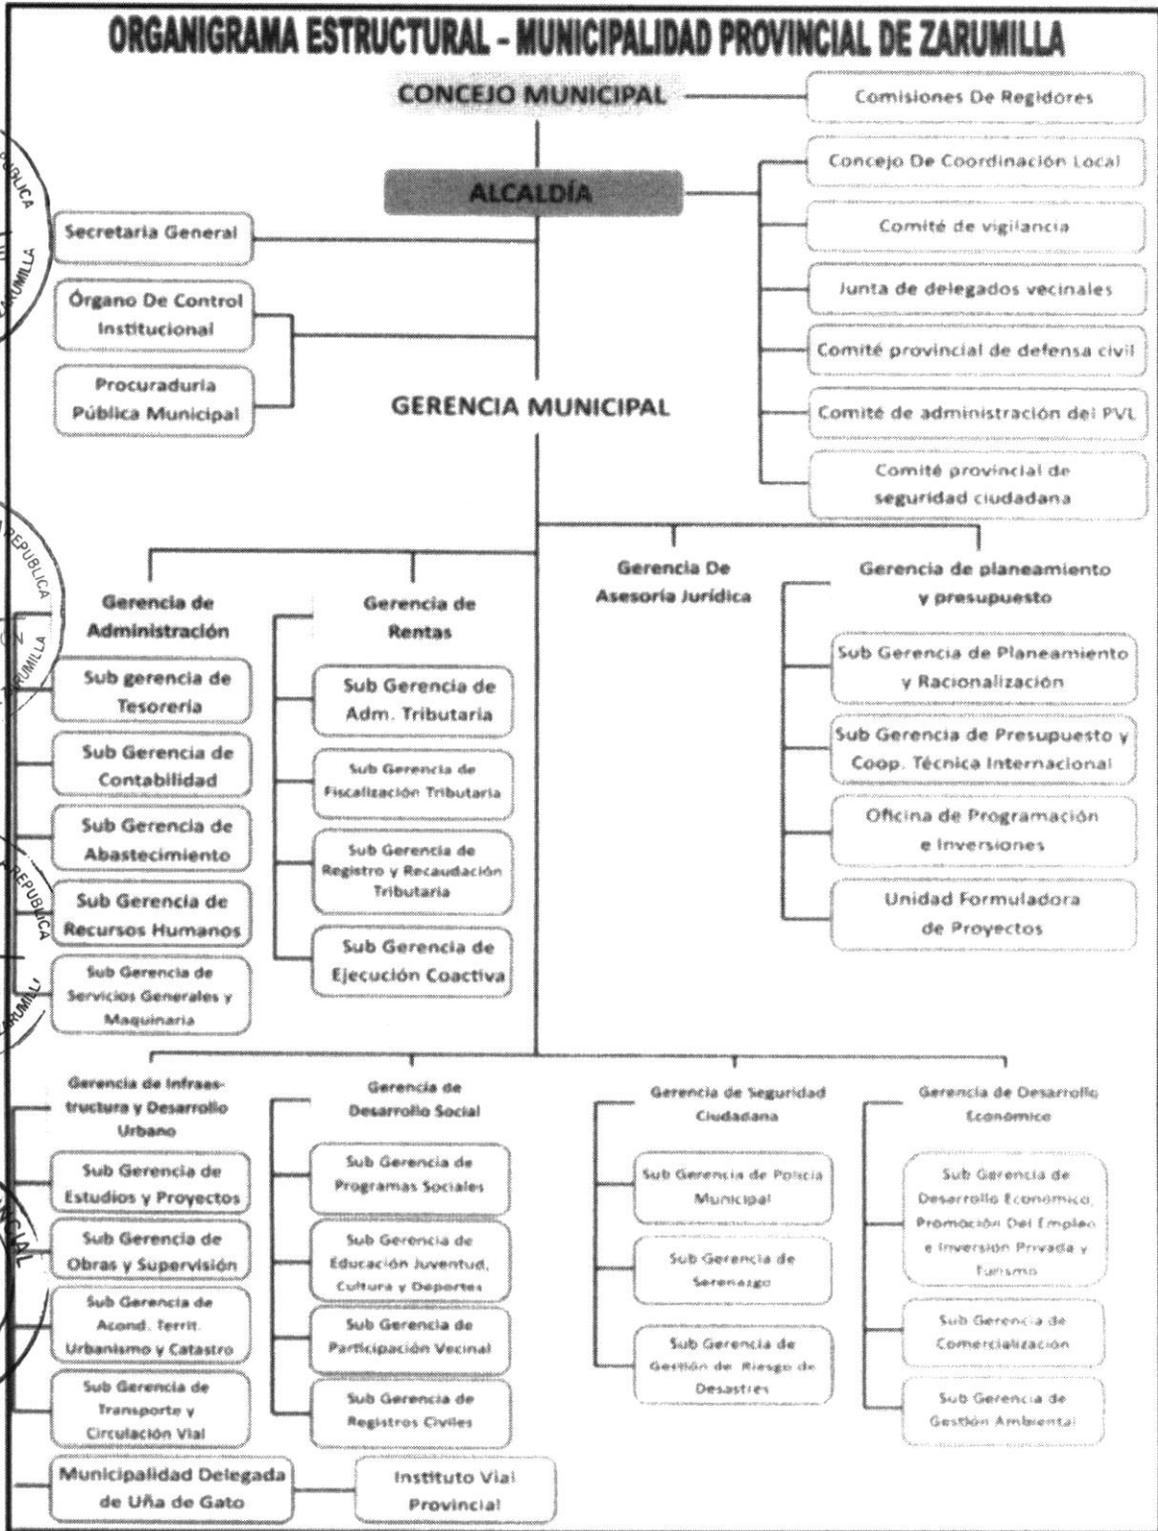 ORGANIGRAMA ESTRUCTURAL – MUNICIPALIDAD PROVINCIAL DE ZARUMILLA
CONCEJO MUNICIPAL
Comisiones De Regidores
ALCALDÍA
Concejo De Coordinación Local
Comité de vigilancia
Junta de delegados vecinales
Comité provincial de defensa civil
Comité de administración del PVL
Comité provincial de
seguridad ciudadana
Secretaria General
Órgano De Control
Institucional
Procuraduria
Pública Municipal
GERENCIA MUNICIPAL
Gerencia de
Administración
Sub gerencia de
Tesorería
Sub Gerencia de
Contabilidad
Sub Gerencia de
Abastecimiento
Sub Gerencia de
Recursos Humanos
Sub Gerencia de
Servicios Generales y
Maquinaria
Gerencia de
Rentas
Sub Gerencia de
Adm. Tributaria
Sub Gerencia de
Fiscalización Tributaria
Sub Gerencia de
Registro y Recaudación
Tributaria
Sub Gerencia de
Ejecución Coactiva
Gerencia De
Asesoría Jurídica
Gerencia de planeamiento
y presupuesto
Sub Gerencia de Planeamiento
y Racionalización
Sub Gerencia de Presupuesto y
Coop. Técnica Internacional
Oficina de Programación
e Inversiones
Unidad Formuladora
de Proyectos
Gerencia de Infraes-
tructura y Desarrollo
Urbano
Sub Gerencia de
Estudios y Proyectos
Sub Gerencia de
Obras y Supervisión
Sub Gerencia de
Acond. Territ.
Urbanismo y Catastro
Sub Gerencia de
Transporte y
Circulación Vial
Municipalidad Delegada
de Uña de Gato
Instituto Vial
Provincial
Gerencia de
Desarrollo Social
Sub Gerencia de
Programas Sociales
Sub Gerencia de
Educación Juventud,
Cultura y Deportes
Sub Gerencia de
Participación Vecinal
Sub Gerencia de
Registros Civiles
Gerencia de Seguridad
Ciudadana
Sub Gerencia de Policía
Municipal
Sub Gerencia de
Serenazgo
Sub Gerencia de
Gestión de Riesgo de
Desastres
Gerencia de Desarrollo
Económico
Sub Gerencia de
Desarrollo Económico,
Promoción Del Empleo
e Inversión Privada y
Turismo
Sub Gerencia de
Comercialización
Sub Gerencia de
Gestión Ambiental
REPUBLICA
ZARUMILLA
REPUBLICA
ZARUMILLA